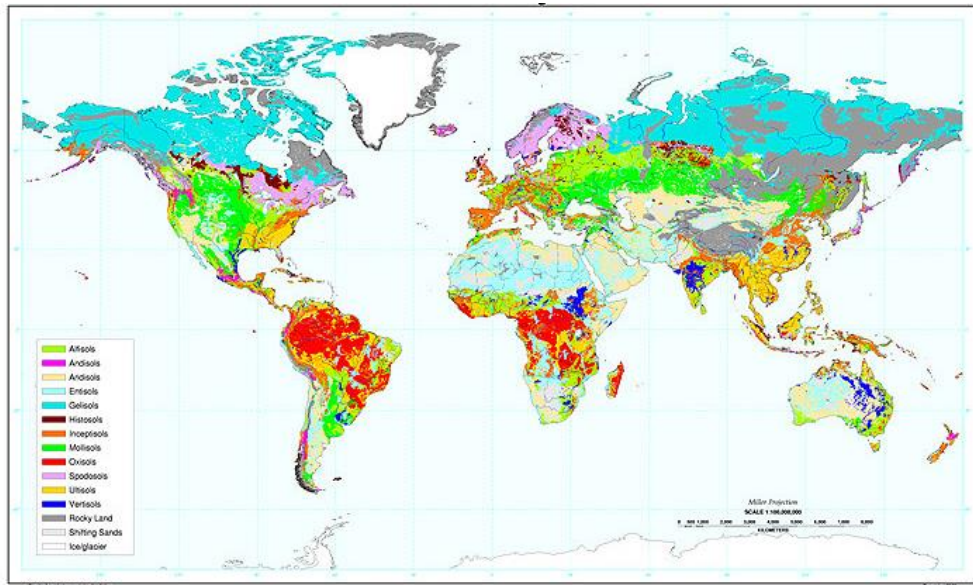 Alfisols
Andisols
Andisols
Entisols
Gelisols
Histosols
Inceptisols
Mollisols
Oxisols
Spodosols
Ultisols
Vertisols
Rocky Land
Shifting Sands
Ice/glacier
Miller Projection
SCALE 1:100,000,000
KILOMETERS